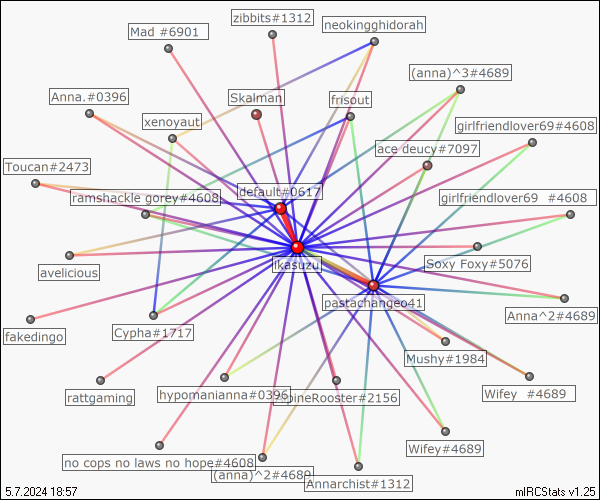 zibbits#1312
Mad #6901
neokingghidorah
(anna)^3#4689
Anna.#0396
Skalman
frisout
xenoyaut
girlfriendlover69#4608
ace deucy#7097
Toucan#2473
default#0617
ramshackle gorey#4608
girlfriendlover69 #4608
ikasuzu
Soxy Foxy#5076
avelicious
pastachangeo41
Anna^2#4689
fakedingo
Cypha#1717
Mushy#1984
rattgaming
hypomanianna#0396
pineRooster#2156
Wifey #4689
Wifey#4689
no cops no laws no hope#4608
(anna)^2#4689
Annarchist#1312
5.7.2024 18:57
mIRCStats v1.25